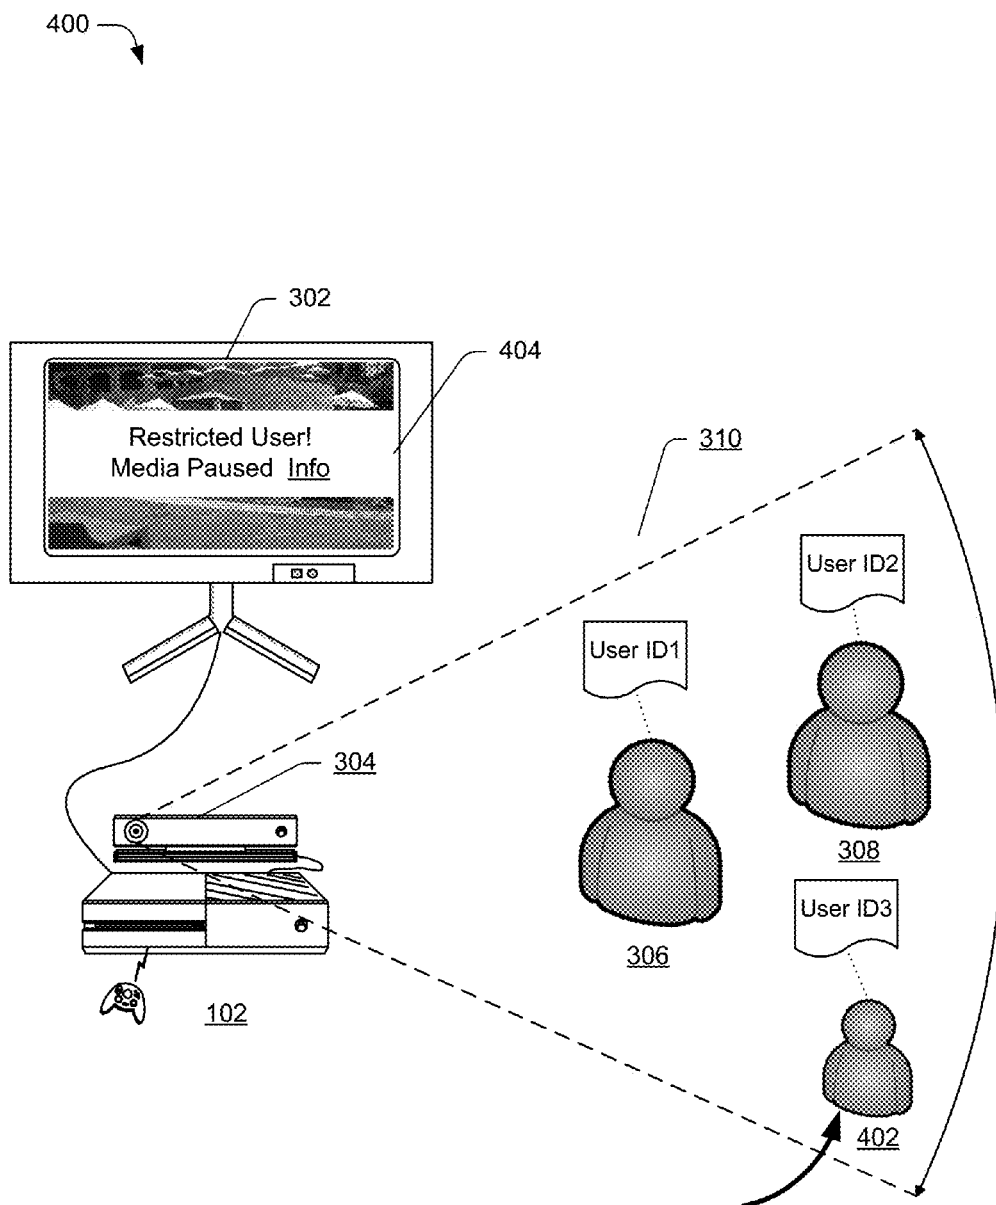 400
302
404
Restricted User!
Media Paused Info
310
User ID2
User ID1
304
308
User ID3
306
102
402